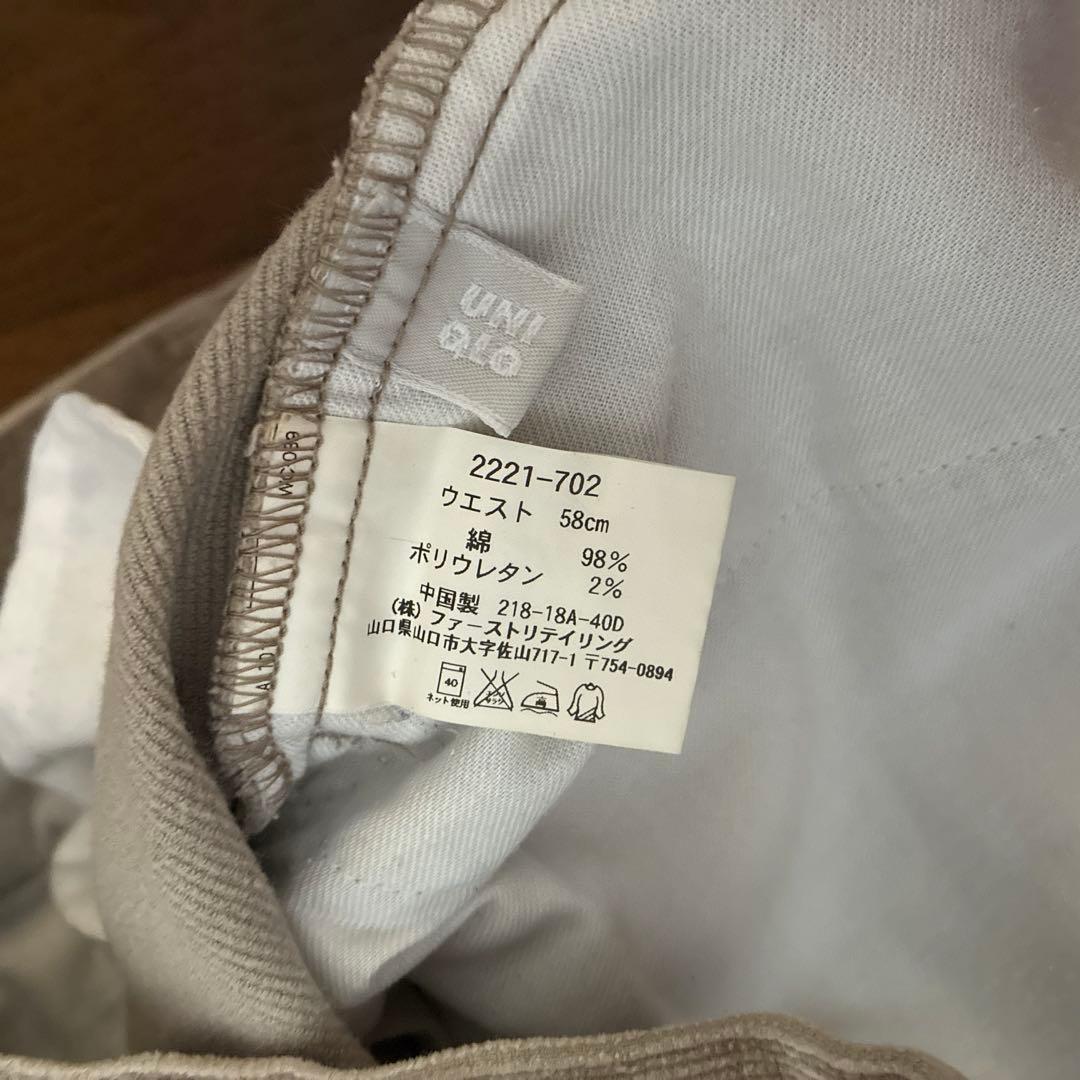 UNI
QLO
2221-702
ウエスト 58cm
綿 98%
ポリウレタン 2%
中国製 218-18A-40D
(株)ファーストリテイリング
山口県山口市大字佐山717-1 〒754-0894
40
ネット使用
高